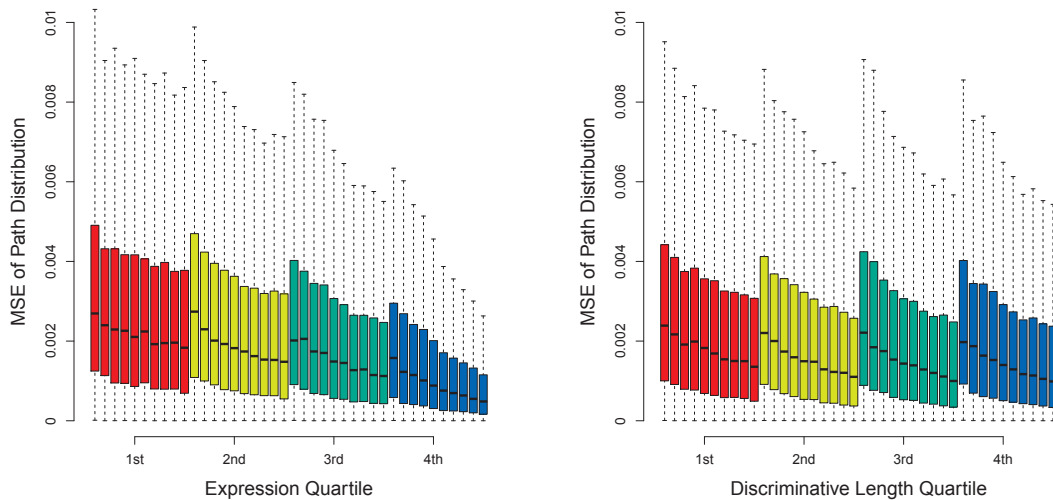 0.01
0.008
0.006
0.004
0.002
0
MSE of Path Distribution
1st 2nd 3rd 4th
Expression Quartile
0.01
0.008
0.006
0.004
0.002
0
MSE of Path Distribution
1st 2nd 3rd 4th
Discriminative Length Quartile